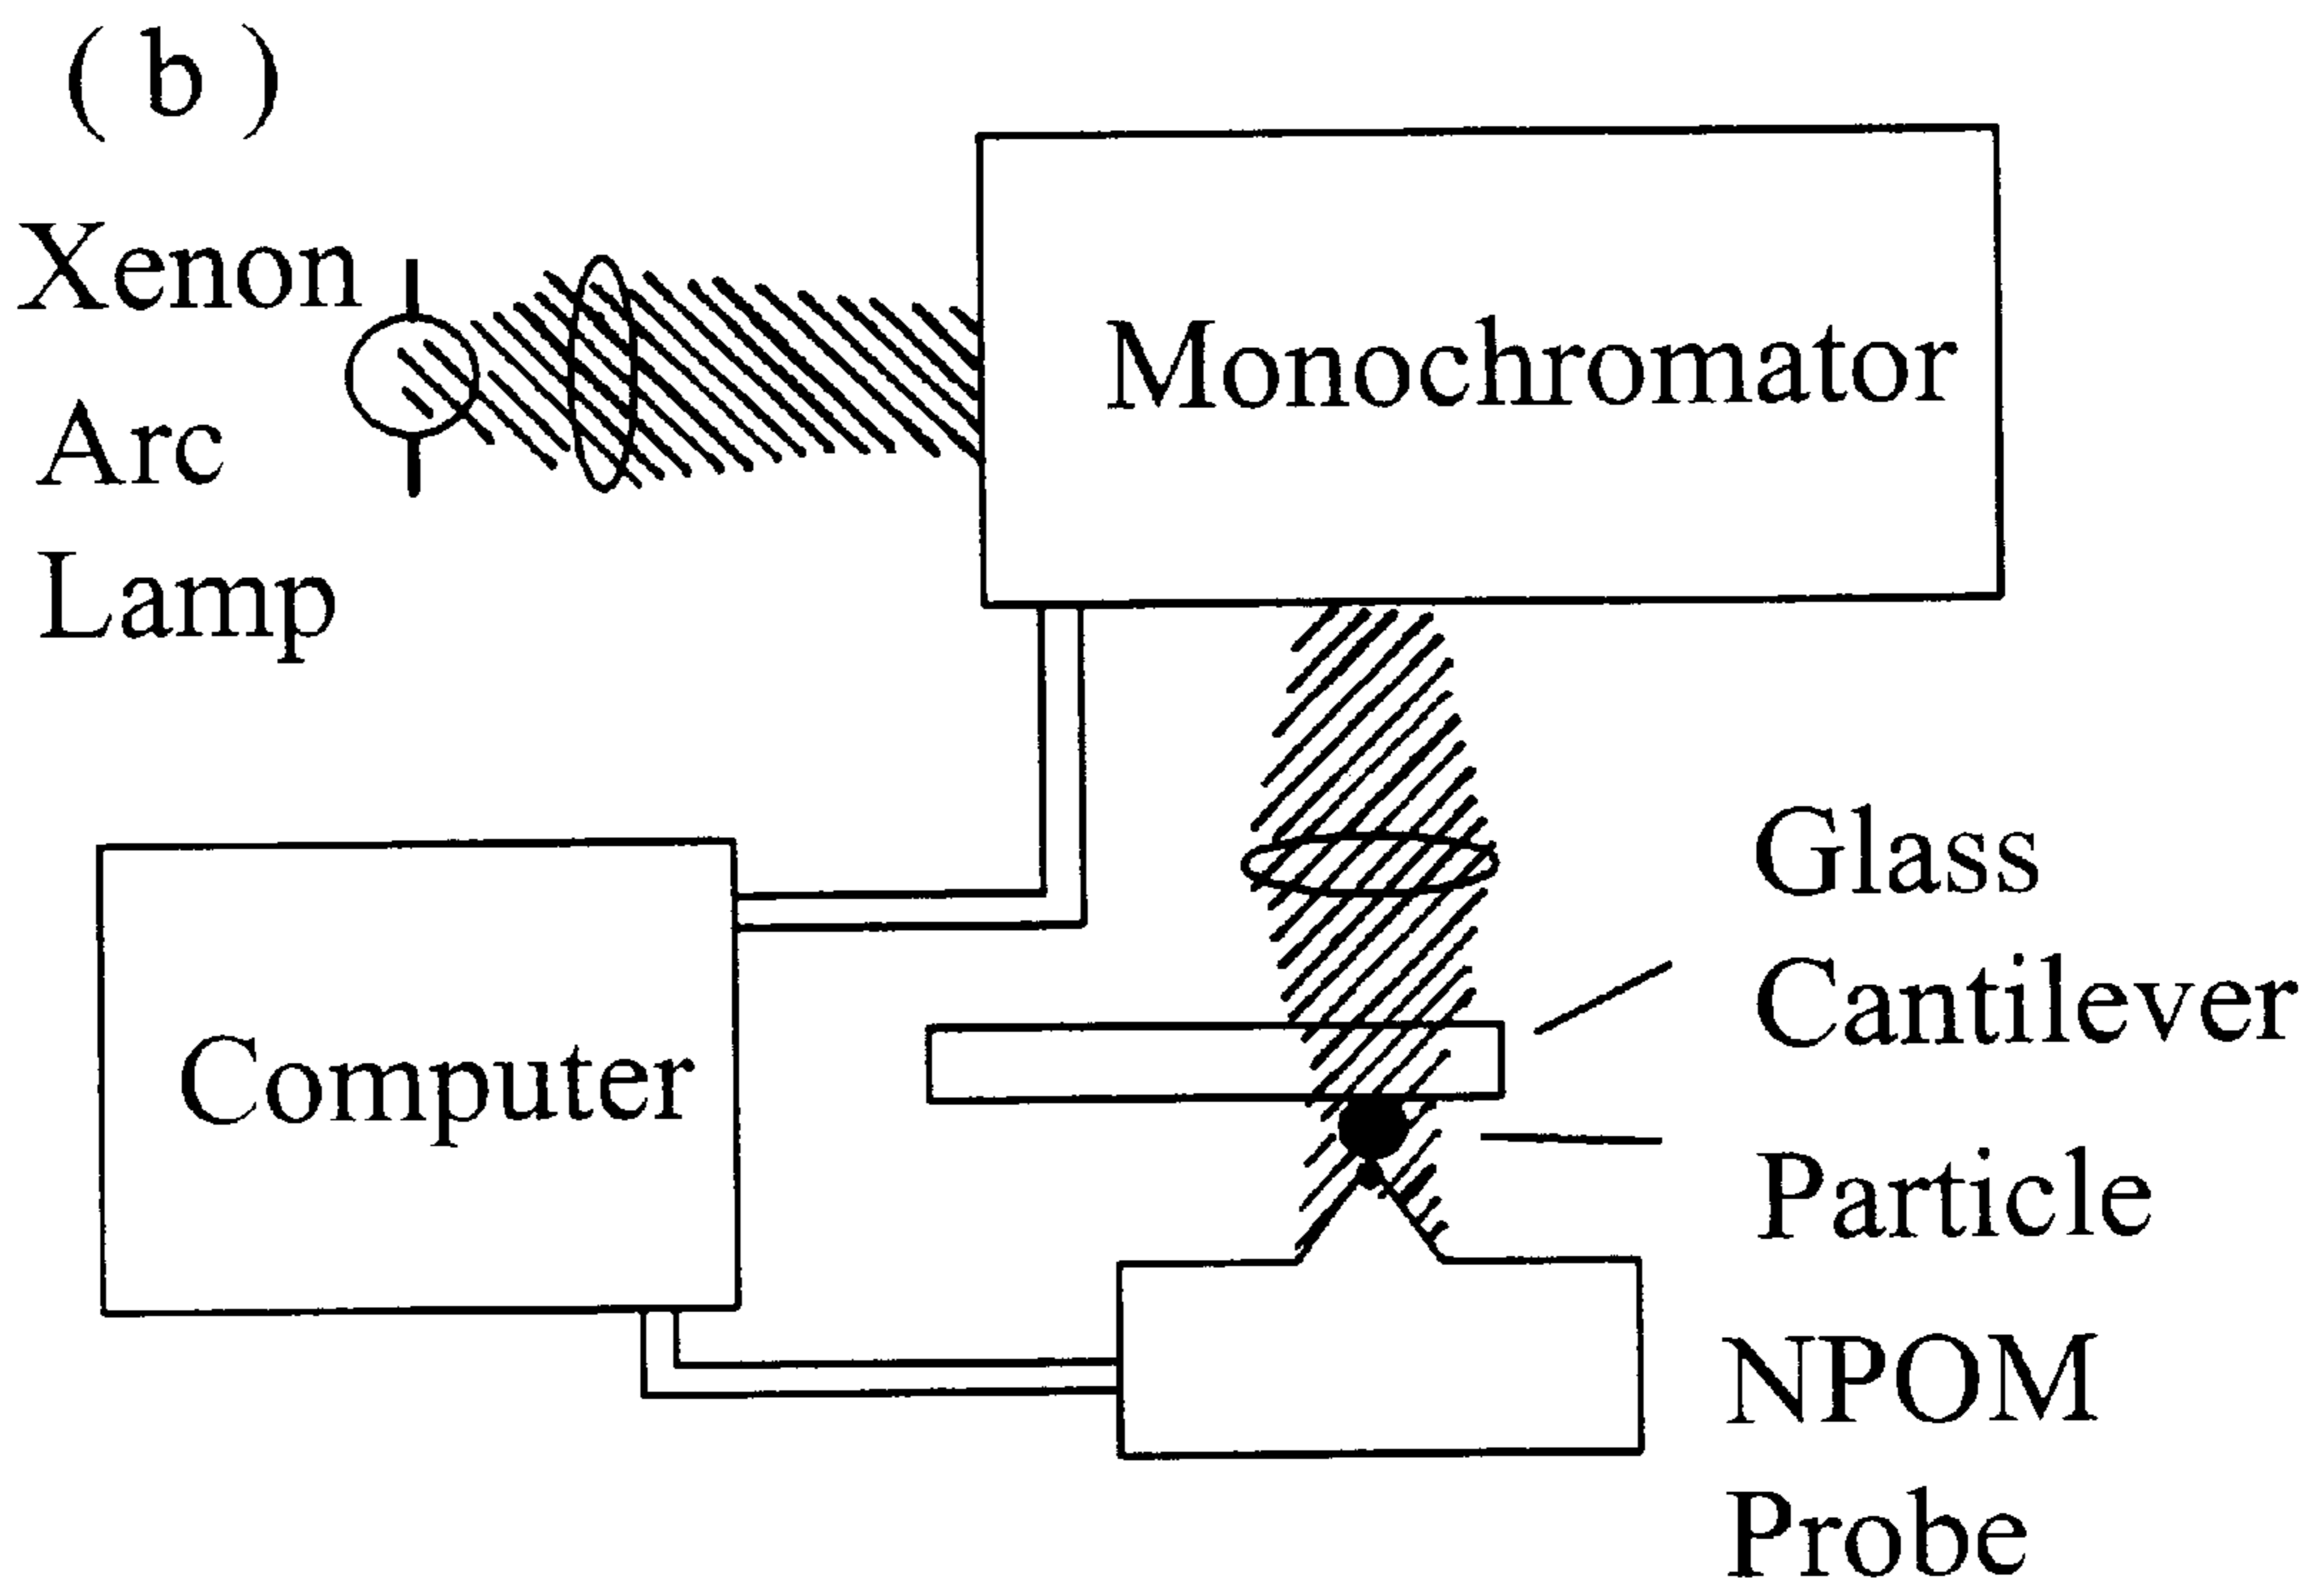 ( b )
Xenon
Arc
Lamp
Monochromator
Computer
Glass
Cantilever
Particle
NPOM
Probe